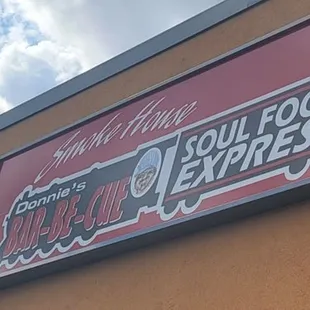 Smoke House
Donnie's
BAR-BE-CUE
SOUL FOO
EXPRES